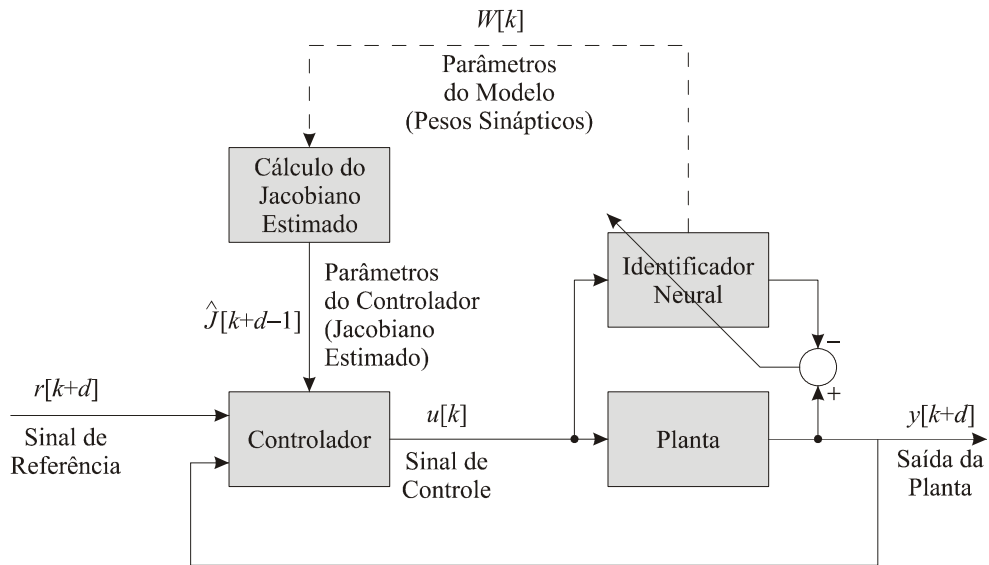 W[k]
Parâmetros
do Modelo
(Pesos Sinápticos)
Cálculo do
Jacobiano
Estimado
Identificador
Neural
Parâmetros
do Controlador
(Jacobiano
Estimado)
Ĵ[k+d–1]
–
+
r[k+d]
Sinal de
Referência
Controlador
u[k]
Sinal de
Controle
Planta
y[k+d]
Saída da
Planta